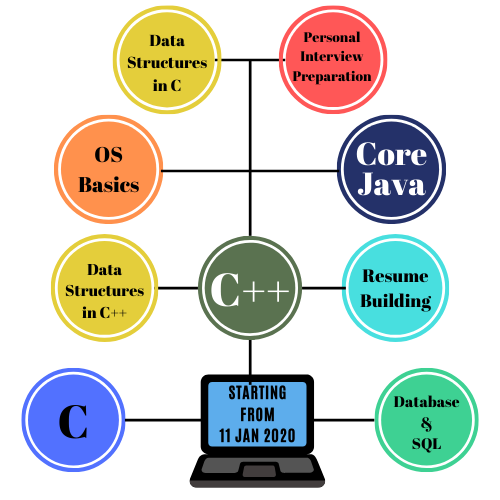 Data
Structures
in C
Personal
Interview
Preparation
OS
Basics
Core
Java
Data
Structures
in C++
C++
Resume
Building
C
STARTING
FROM
11 JAN 2020
Database
&
SQL